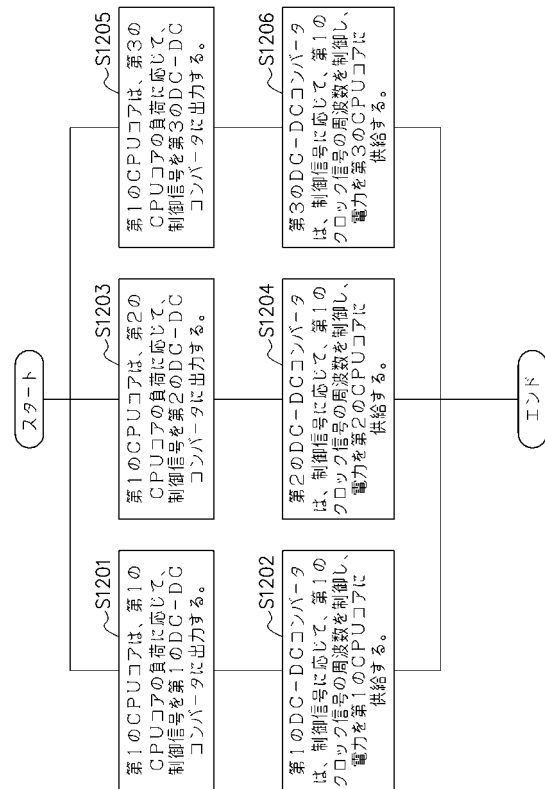 スタート
S1201
第1のCPUコアは、第1の
CPUコアの負荷に応じて、
制御信号を第1のDC-DC
コンバータに出力する。
S1202
第1のDC-DCコンバータ
は、制御信号に応じて、第1の
クロック信号の周波数を制御し、
電力を第1のCPUコアに
供給する。
S1203
第1のCPUコアは、第2の
CPUコアの負荷に応じて、
制御信号を第2のDC-DC
コンバータに出力する。
S1204
第2のDC-DCコンバータ
は、制御信号に応じて、第1の
クロック信号の周波数を制御し、
電力を第2のCPUコアに
供給する。
S1205
第1のCPUコアは、第3の
CPUコアの負荷に応じて、
制御信号を第3のDC-DC
コンバータに出力する。
S1206
第3のDC-DCコンバータ
は、制御信号に応じて、第1の
クロック信号の周波数を制御し、
電力を第3のCPUコアに
供給する。
エンド